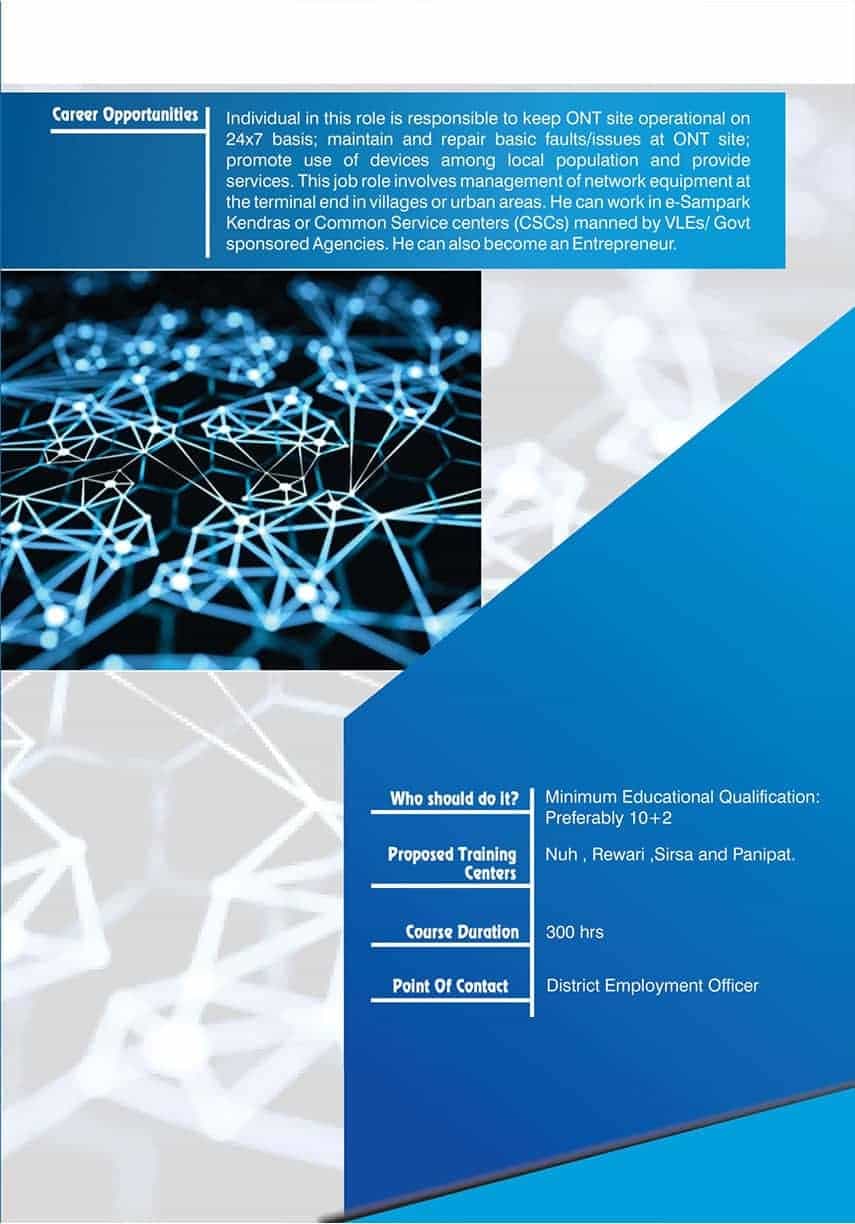 Career Opportunities
Individual in this role is responsible to keep ONT site operational on
24x7 basis; maintain and repair basic faults/issues at ONT site;
promote use of devices among local population and provide
services. This job role involves management of network equipment at
the terminal end in villages or urban areas. He can work in e-Sampark
Kendras or Common Service centers (CSCs) manned by VLEs/ Govt
sponsored Agencies. He can also become an Entrepreneur.
Who should do it?
Minimum Educational Qualification:
Preferably 10+2
Proposed Training
Centers
Nuh , Rewari ,Sirsa and Panipat.
Course Duration
300 hrs
Point Of Contact
District Employment Officer